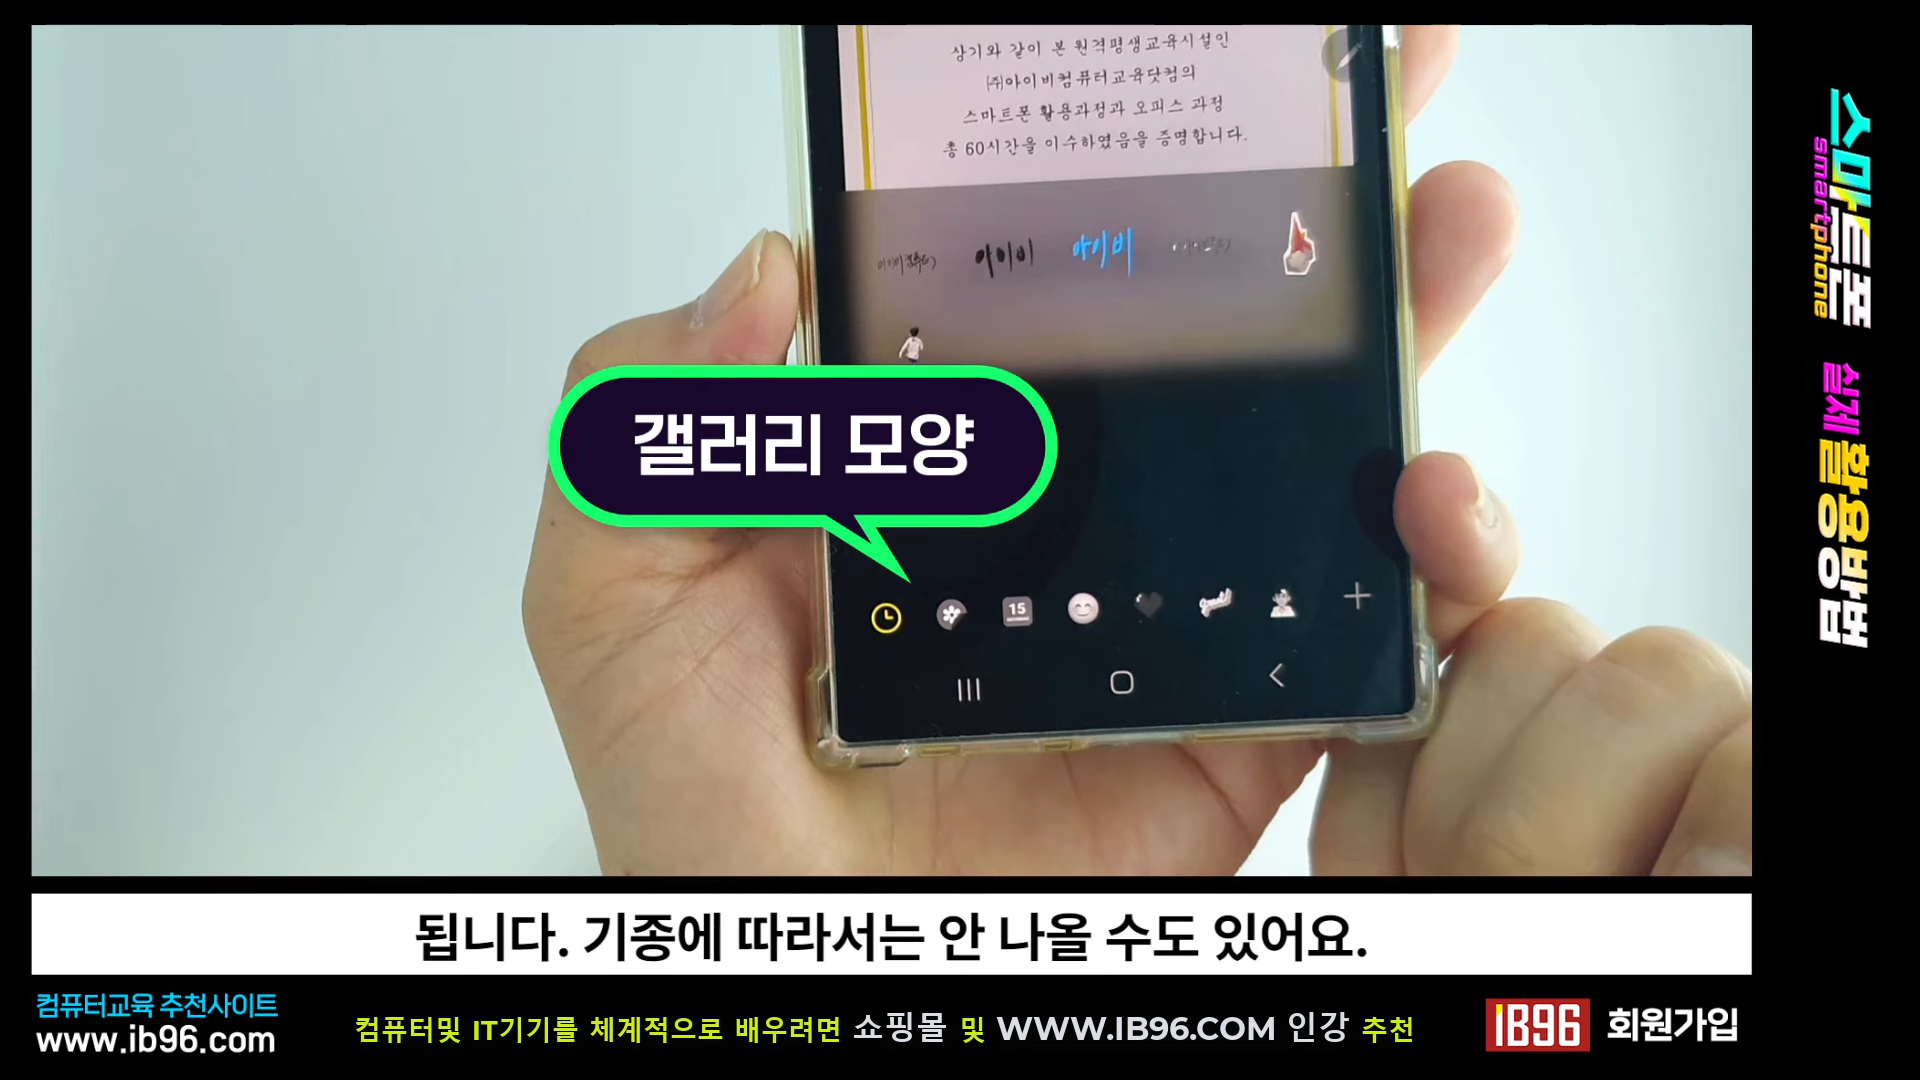 상기와 같이 본 원격평생교육시설인
㈜아이비컴퓨터교육닷컴의
스마트폰 활용과정과 오피스 과정
총 60시간을 이수하였음을 증명합니다.
아이비
아이비
갤러리 모양
15
됩니다. 기종에 따라서는 안 나올 수도 있어요.
컴퓨터교육 추천사이트
www.ib96.com
컴퓨터및 IT기기를 체계적으로 배우려면 쇼핑몰 및 WWW.IB96.COM 인강 추천
IB96 회원가입
스마트폰 실제활용방법
smartphone